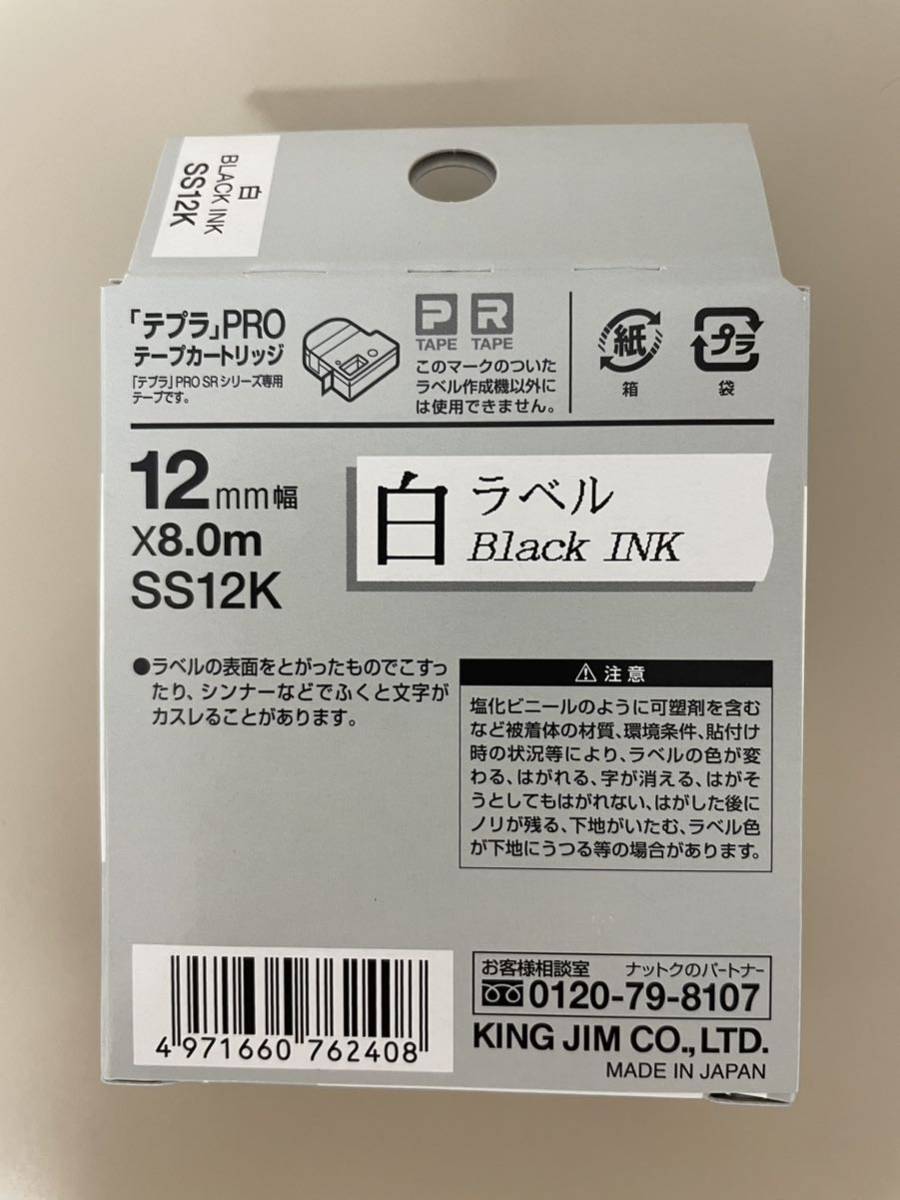 白
BLACK INK
SS12K
「テプラ」PRO
テープカートリッジ
「テプラ」PRO SRシリーズ専用
テープです。
P R
TAPE TAPE
このマークのついた
ラベル作成機以外に
は使用できません。
紙
箱
プラ
袋
12mm幅
X8.0m
SS12K
白 ラベル
Black INK
●ラベルの表面をとがったものでこすっ
たり、シンナーなどでふくと文字が
カスレることがあります。
注意
塩化ビニールのように可塑剤を含む
など被着体の材質、環境条件、貼付け
時の状況等により、ラベルの色が変
わる、はがれる、字が消える、はがそ
うとしてもはがれない、はがした後に
ノリが残る、下地がいたむ、ラベル色
が下地にうつる等の場合があります。
4 971660 762408
お客様相談室 ナットクのパートナー
0120-79-8107
KING JIM CO.,LTD.
MADE IN JAPAN